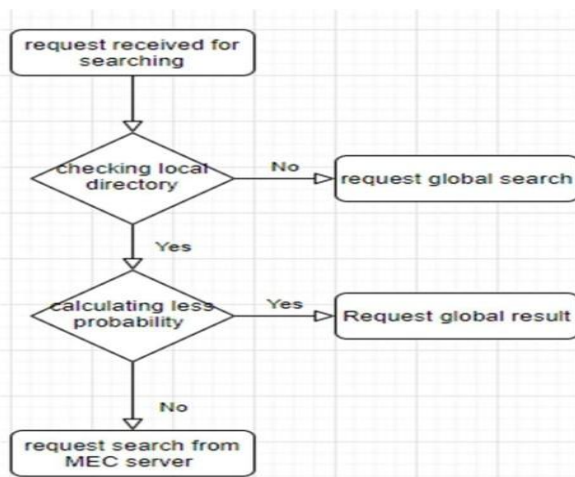 request received for
searching
checking local
directory
No
request global search
Yes
calculating less
probability
Yes
Request global result
No
request search from
MEC server